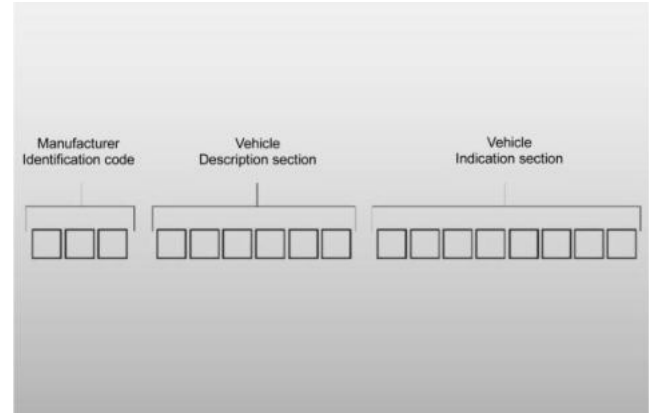 Manufacturer
Identification code
Vehicle
Description section
Vehicle
Indication section